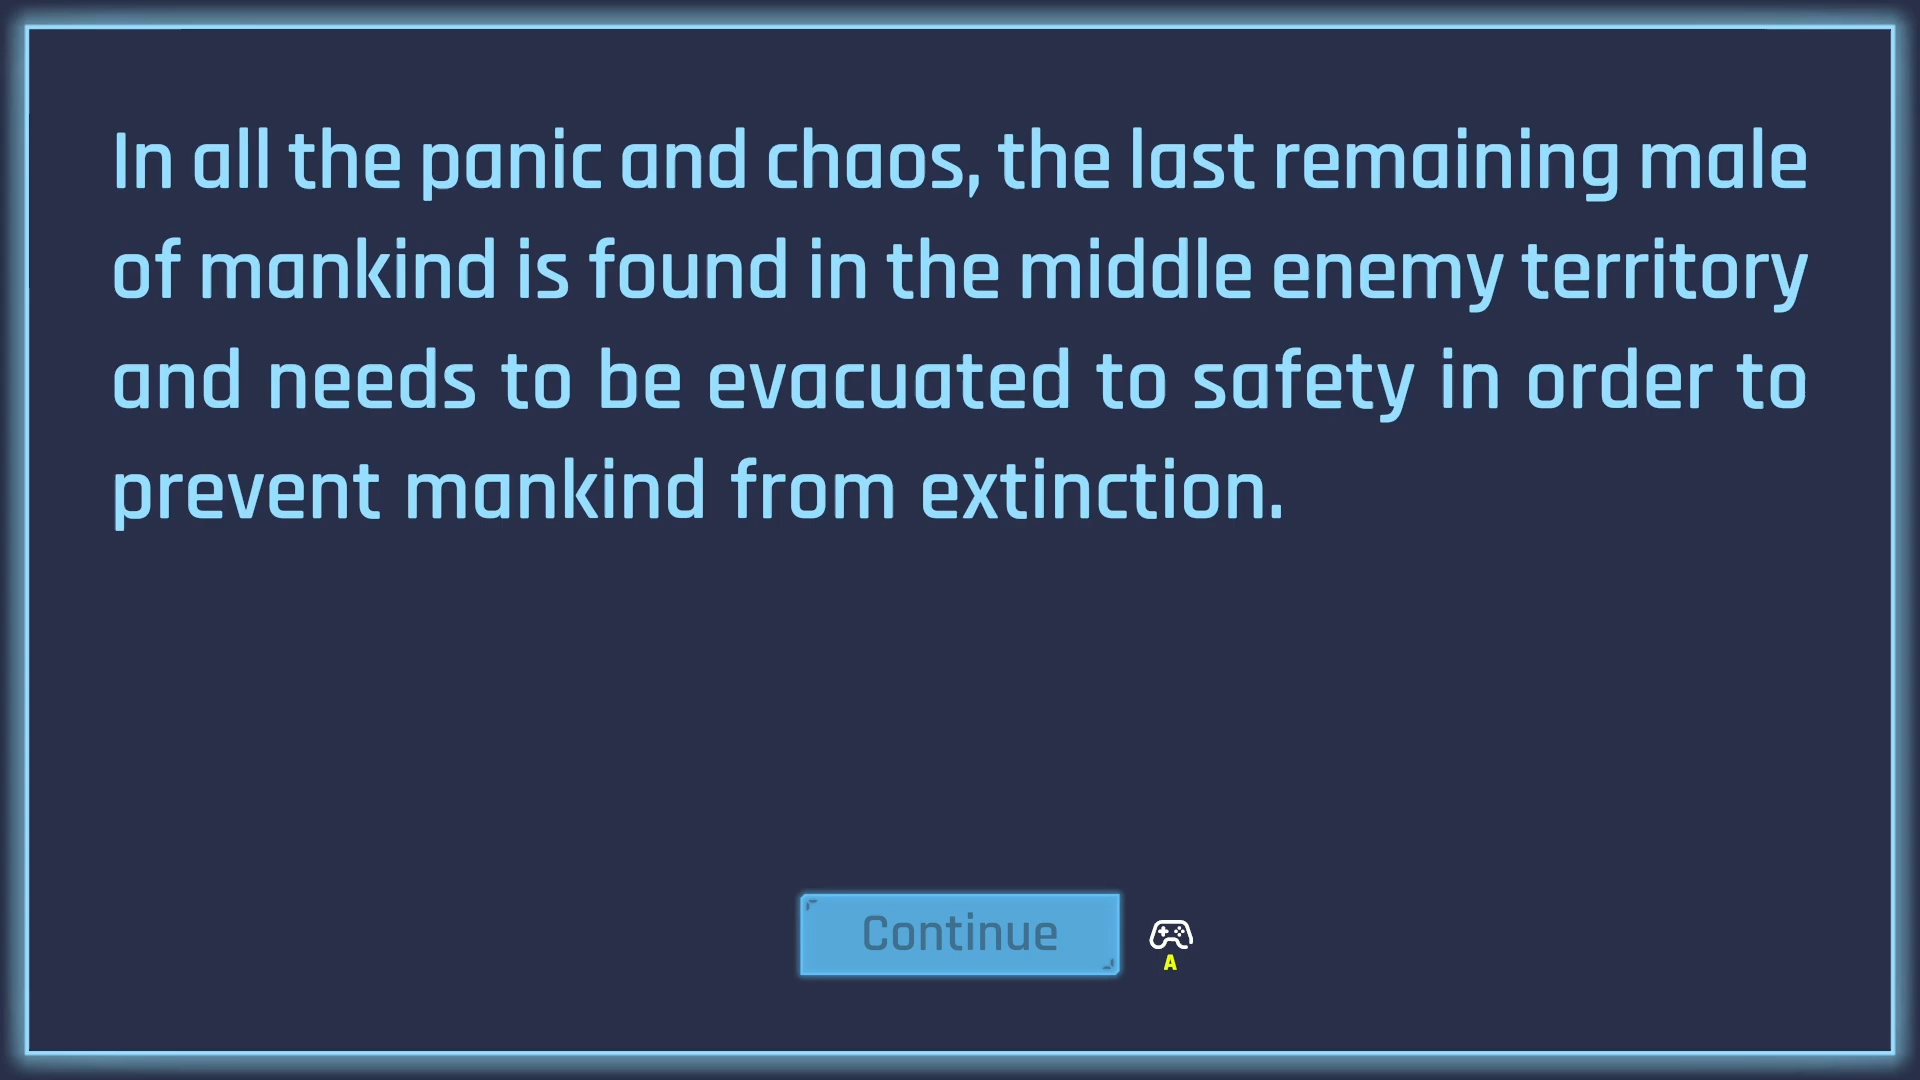 In all the panic and chaos, the last remaining male
of mankind is found in the middle enemy territory
and needs to be evacuated to safety in order to
prevent mankind from extinction.
Continue
A